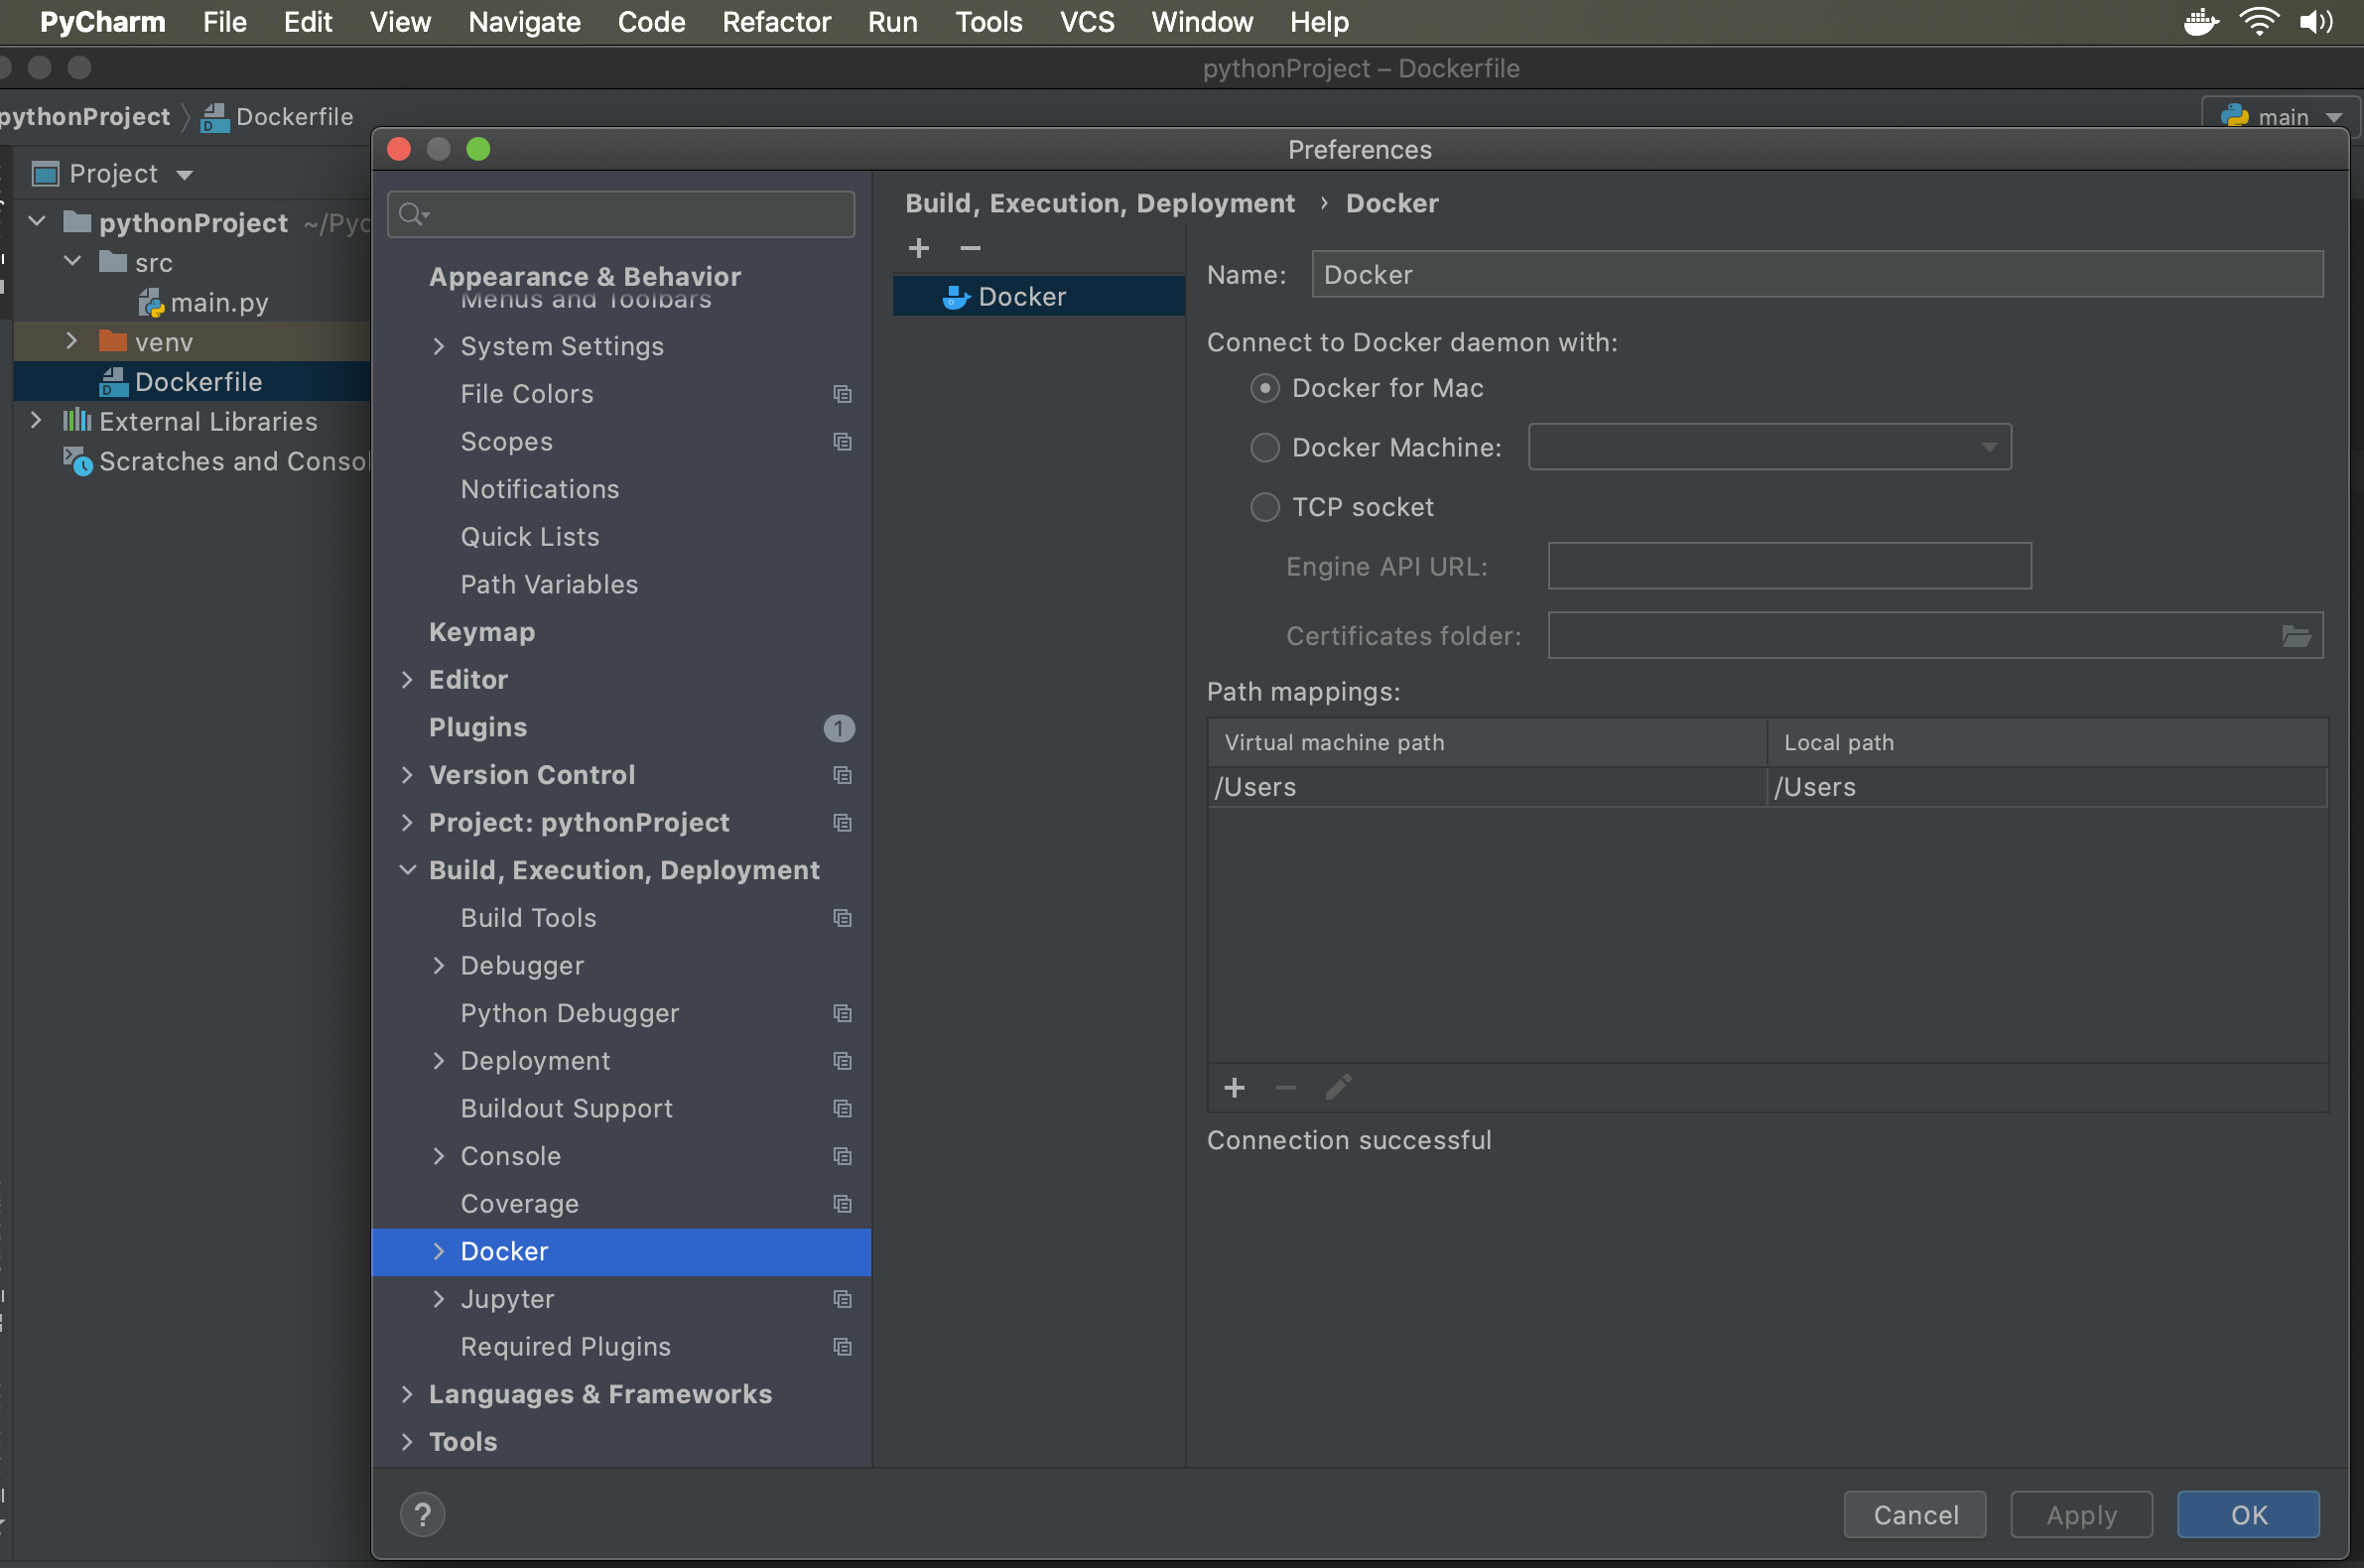 PyCharm File Edit View Navigate Code Refactor Run Tools VCS Window Help
pythonProject – Dockerfile
pythonProject Dockerfile
main
Project
pythonProject ~/Pyc
src
main.py
venv
Dockerfile
External Libraries
Scratches and Consol
Preferences
Appearance & Behavior
Menus and Toolbars
System Settings
File Colors
Scopes
Notifications
Quick Lists
Path Variables
Keymap
Editor
Plugins 1
Version Control
Project: pythonProject
Build, Execution, Deployment
Build Tools
Debugger
Python Debugger
Deployment
Buildout Support
Console
Coverage
Docker
Jupyter
Required Plugins
Languages & Frameworks
Tools
?
Build, Execution, Deployment › Docker
Docker
Name: Docker
Connect to Docker daemon with:
Docker for Mac
Docker Machine:
TCP socket
Engine API URL:
Certificates folder:
Path mappings:
Virtual machine path Local path
/Users /Users
Connection successful
Cancel Apply OK